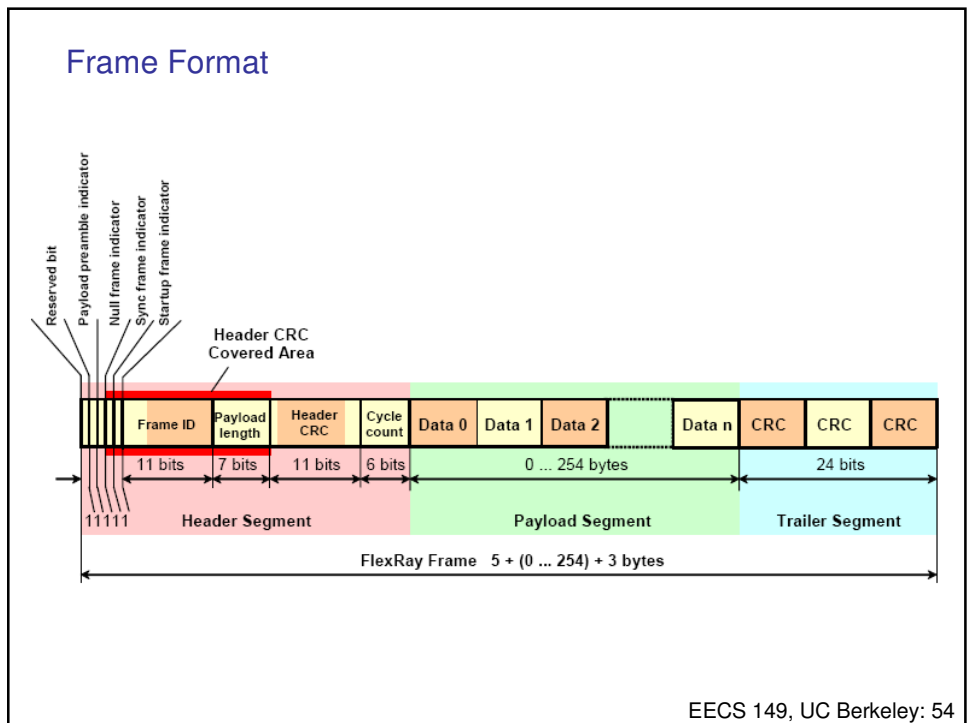 Frame Format
Reserved bit
Payload preamble indicator
Null frame indicator
Sync frame indicator
Startup frame indicator
Header CRC
Covered Area
Frame ID
Payload
length
Header
CRC
Cycle
count
Data 0
Data 1
Data 2
Data n
CRC
CRC
CRC
11 bits
7 bits
11 bits
6 bits
0 ... 254 bytes
24 bits
11111
Header Segment
Payload Segment
Trailer Segment
FlexRay Frame 5 + (0 ... 254) + 3 bytes
EECS 149, UC Berkeley: 54